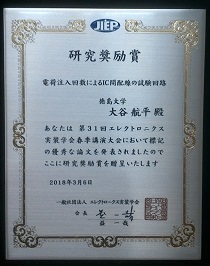 JIEP
研究奨励賞
電荷注入回数によるIC間配線の試験回路
徳島大学
大谷 航平 殿
あなたは第31回エレクトロニクス
実装学会春季講演大会において標記
の優秀な論文を発表されましたので
ここに研究奨励賞を贈呈いたします
2018年3月6日
一般社団法人 エレクトロニクス実装学会
会長
益 一哉